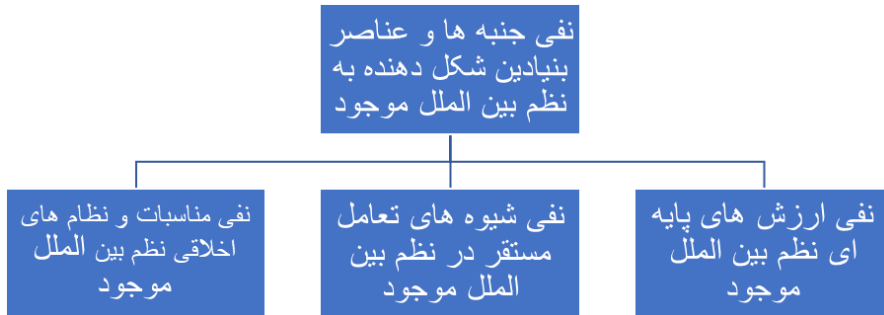 نفی جنبه ها و عناصر
بنیادین شکل دهنده به
نظم بین الملل موجود
نفی ارزش های پایه
ای نظم بین الملل
موجود
نفی شیوه های تعامل
مستقر در نظم بین
الملل موجود
نفی مناسبات و نظام های
اخلاقی نظم بین الملل
موجود